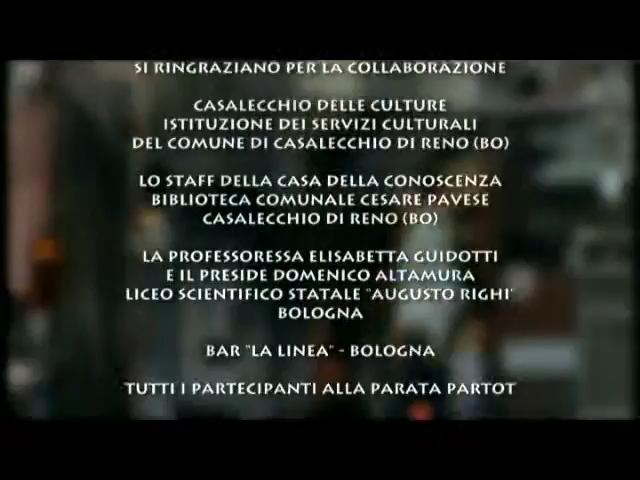 SI RINGRAZIANO PER LA COLLABORAZIONE
CASALECCHIO DELLE CULTURE
ISTITUZIONE DEI SERVIZI CULTURALI
DEL COMUNE DI CASALECCHIO DI RENO (BO)
LO STAFF DELLA CASA DELLA CONOSCENZA
BIBLIOTECA COMUNALE CESARE PAVESE
CASALECCHIO DI RENO (BO)
LA PROFESSORESSA ELISABETTA GUIDOTTI
E IL PRESIDE DOMENICO ALTAMURA
LICEO SCIENTIFICO STATALE "AUGUSTO RIGHI"
BOLOGNA
BAR "LA LINEA" - BOLOGNA
TUTTI I PARTECIPANTI ALLA PARATA PARTOT